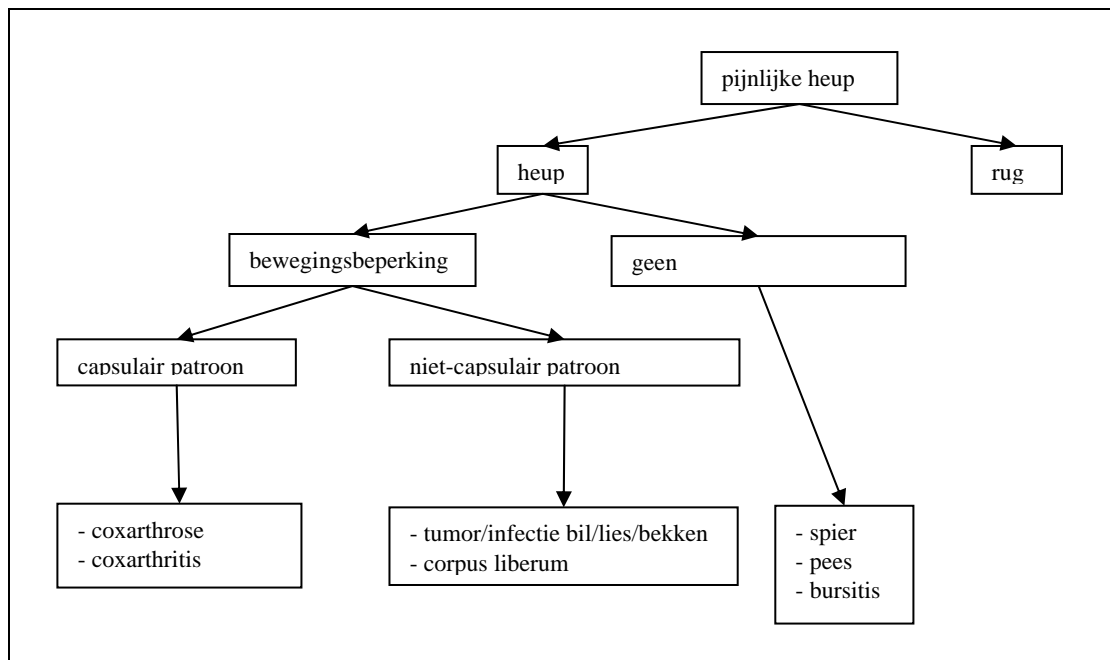 pijnlijke heup
heup
rug
bewegingsbeperking
geen
capsulair patroon
niet-capsulair patroon
- coxarthrose
- coxarthritis
- tumor/infectie bil/lies/bekken
- corpus liberum
- spier
- pees
- bursitis